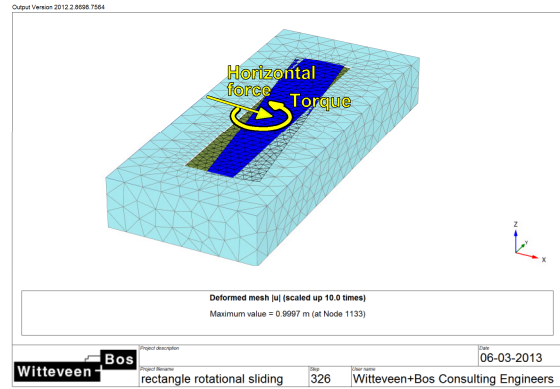 Output Version 2012.2.8698.7564
Horizontal
force
Torque
Z
Y
X
Deformed mesh |u| (scaled up 10.0 times)
Maximum value = 0.9997 m (at Node 1133)
Witteveen Bos
Project description
Date
06-03-2013
Project filename
rectangle rotational sliding
Step
326
User name
Witteveen+Bos Consulting Engineers